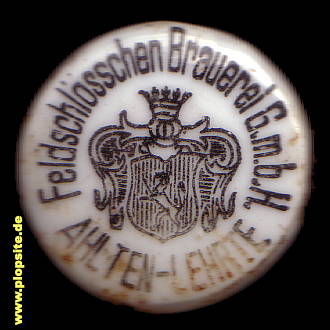 Feldschlösschen Brauerei G.m.b.H.
AHLTEN-LEHRTE
www.plopsite.de